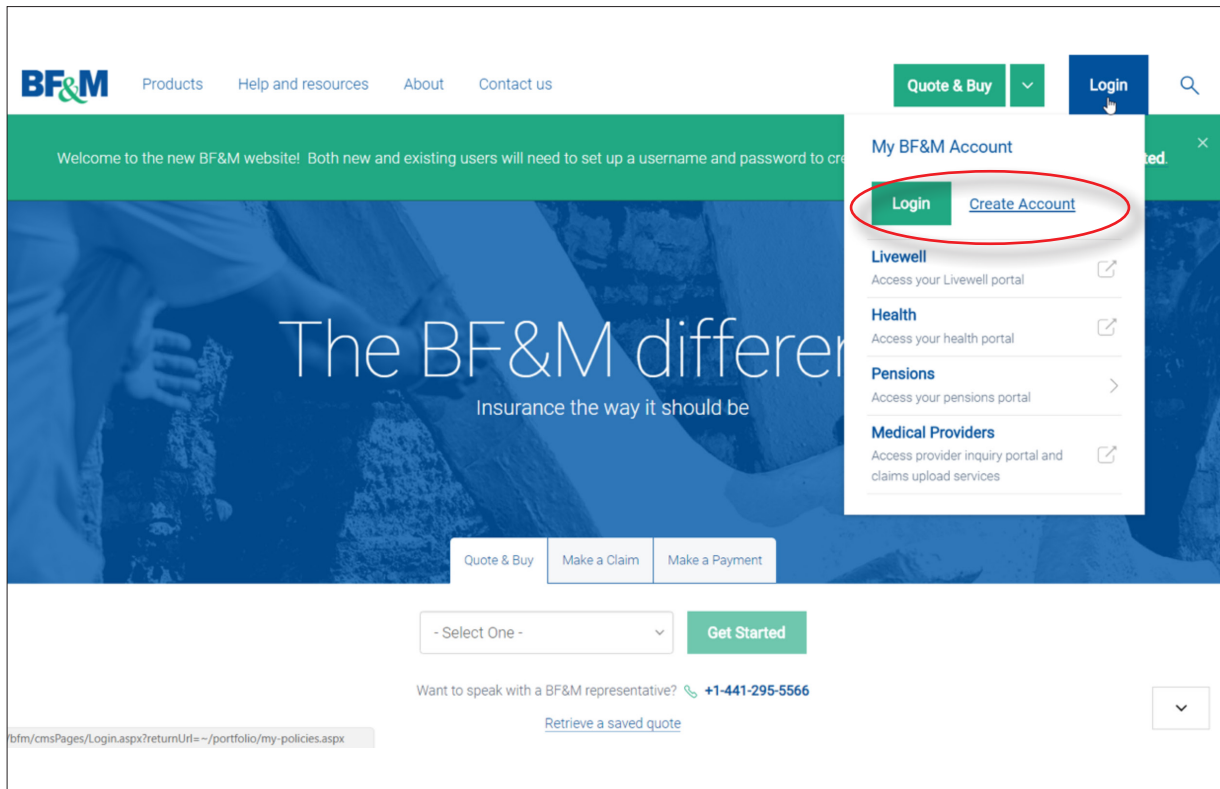 BF&M
Products
Help and resources
About
Contact us
Quote & Buy
Login
Welcome to the new BF&M website! Both new and existing users will need to set up a username and password to
ted.
My BF&M Account
Login
Create Account
Livewell
Access your Livewell portal
Health
Access your health portal
Pensions
Access your pensions portal
Medical Providers
Access provider inquiry portal and
claims upload services
The BF&M differe
Insurance the way it should be
Quote & Buy
Make a Claim
Make a Payment
- Select One -
Get Started
Want to speak with a BF&M representative? +1-441-295-5566
Retrieve a saved quote
/bfm/cmsPages/Login.aspx?returnUrl=~/portfolio/my-policies.aspx